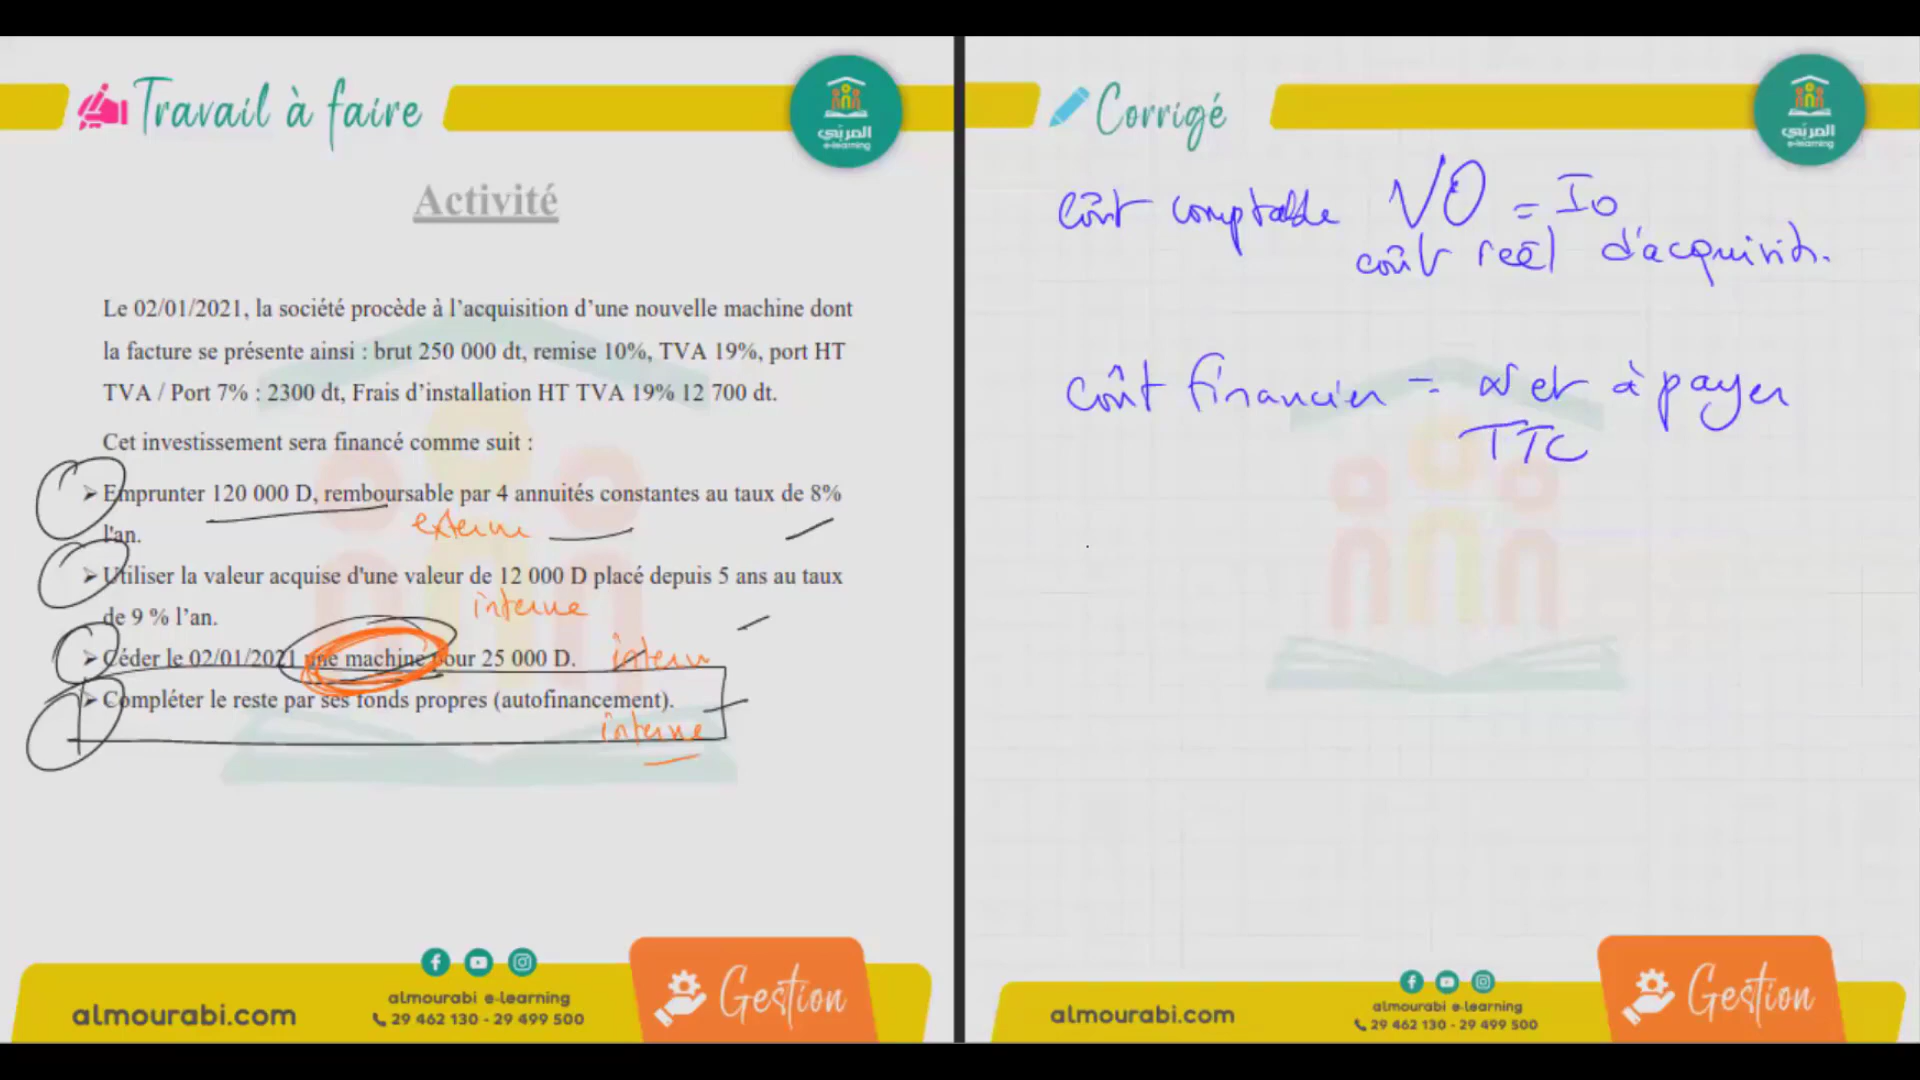 Travail à faire
المربّي
e-learning
Activité
Le 02/01/2021, la société procède à l’acquisition d’une nouvelle machine dont
la facture se présente ainsi : brut 250 000 dt, remise 10%, TVA 19%, port HT
TVA / Port 7% : 2300 dt, Frais d’installation HT TVA 19% 12 700 dt.
Cet investissement sera financé comme suit :
➢ Emprunter 120 000 D, remboursable par 4 annuités constantes au taux de 8%
externe
l'an.
➢ Utiliser la valeur acquise d'une valeur de 12 000 D placé depuis 5 ans au taux
interne
de 9 % l’an.
➢ Céder le 02/01/2021 une machine pour 25 000 D. intern
➢ Compléter le reste par ses fonds propres (autofinancement).
interne
almourabi.com
almourabi e-learning
29 462 130 - 29 499 500
Gestion
Corrigé
المربّي
e-learning
coût comptable VO = I0
coût reél d'acquisit.
coût financier = Net à payer
TTC
almourabi.com
almourabi e-learning
29 462 130 - 29 499 500
Gestion